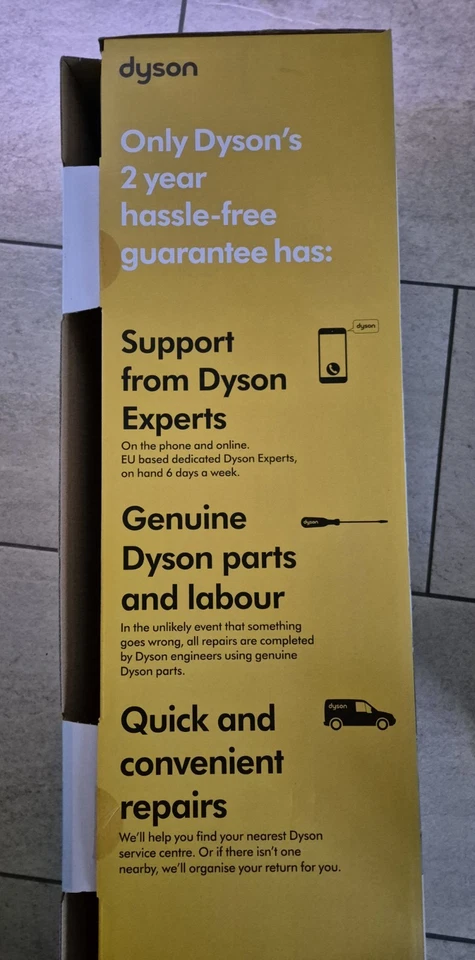 dyson
Only Dyson's
2 year
hassle-free
guarantee has:
Support
from Dyson
Experts
dyson
On the phone and online.
EU based dedicated Dyson Experts,
on hand 6 days a week.
Genuine
Dyson parts
and labour
dyson
In the unlikely event that something
goes wrong, all repairs are completed
by Dyson engineers using genuine
Dyson parts.
Quick and
convenient
repairs
dyson
We'll help you find your nearest Dyson
service centre. Or if there isn't one
nearby, we'll organise your return for you.